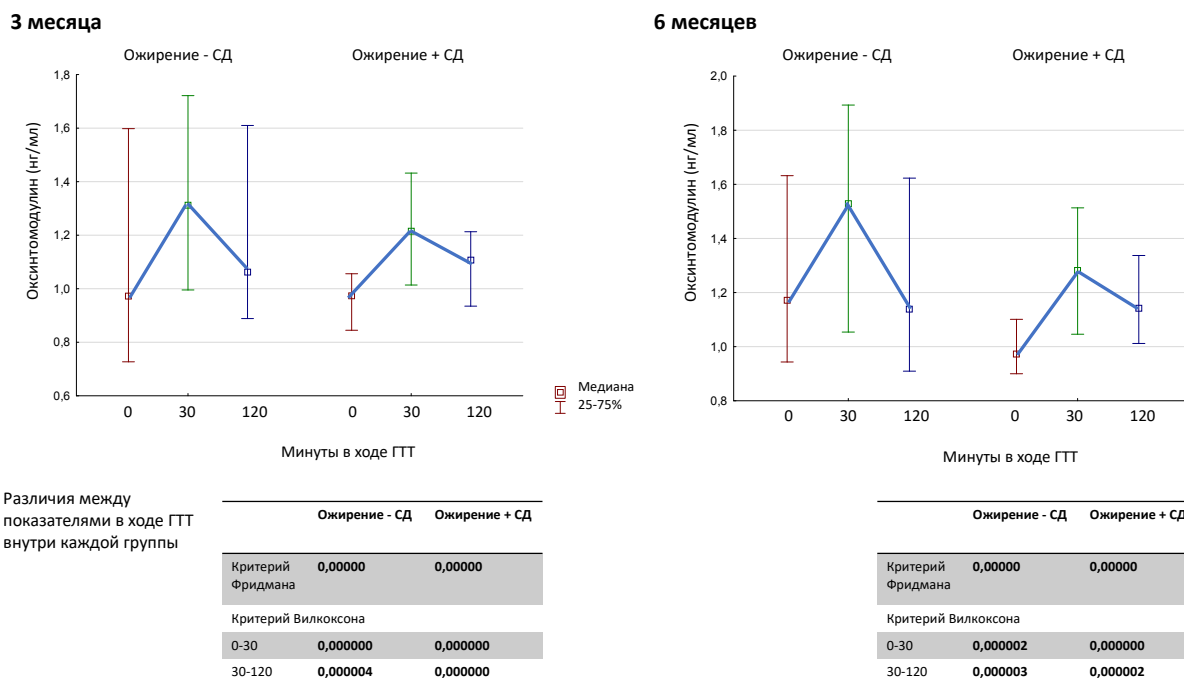 3 месяца
Ожирение - СД
Ожирение + СД
Оксинтомодулин (нг/мл)
1,8
1,6
1,4
1,2
1,0
0,8
0,6
0
30
120
0
30
120
Минуты в ходе ГТТ
Медиана
25-75%
6 месяцев
Ожирение - СД
Ожирение + СД
Оксинтомодулин (нг/мл)
2,0
1,8
1,6
1,4
1,2
1,0
0,8
0
30
120
0
30
120
Минуты в ходе ГТТ
Различия между
показателями в ходе ГТТ
внутри каждой группы
Ожирение - СД Ожирение + СД
Критерий 0,00000 0,00000
Фридмана
Критерий Вилкоксона
0-30 0,000000 0,000000
30-120 0,000004 0,000000
Ожирение - СД Ожирение + СД
Критерий 0,00000 0,00000
Фридмана
Критерий Вилкоксона
0-30 0,000002 0,000000
30-120 0,000003 0,000002